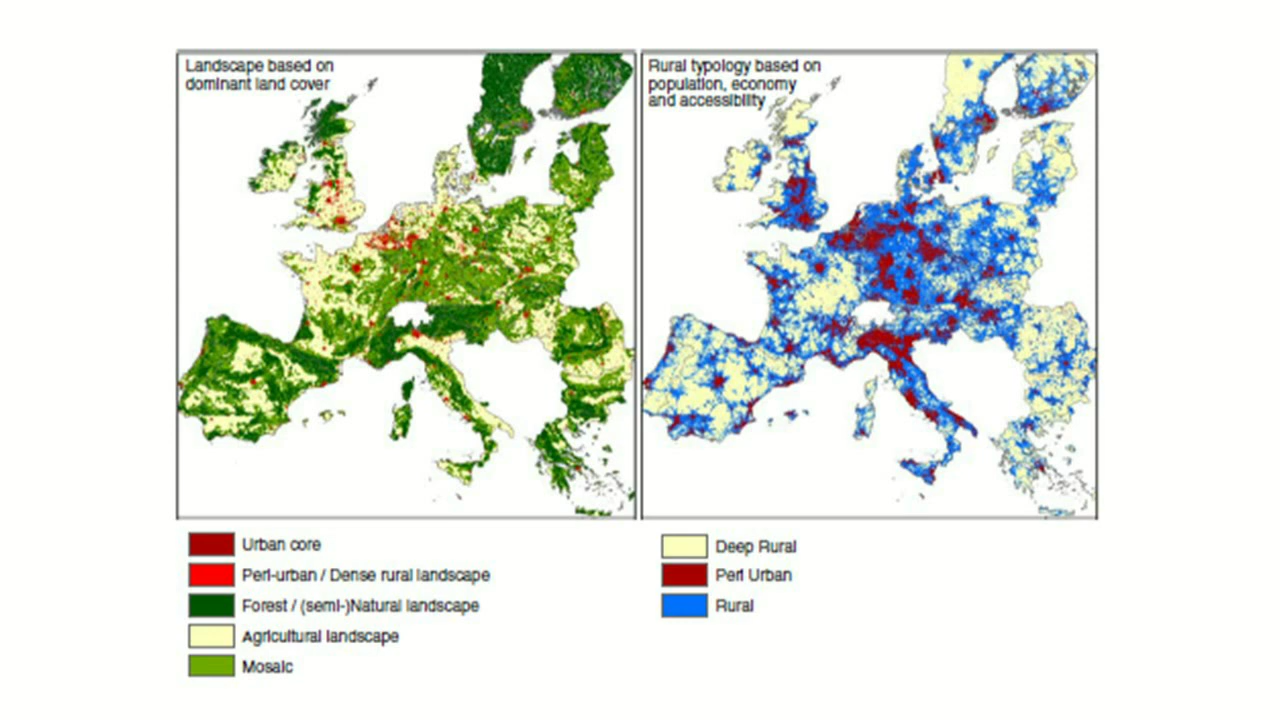 Landscape based on
dominant land cover
Rural typology based on
population, economy
and accessibility
Urban core
Peri-urban / Dense rural landscape
Forest / (semi-)Natural landscape
Agricultural landscape
Mosaic
Deep Rural
Peri Urban
Rural